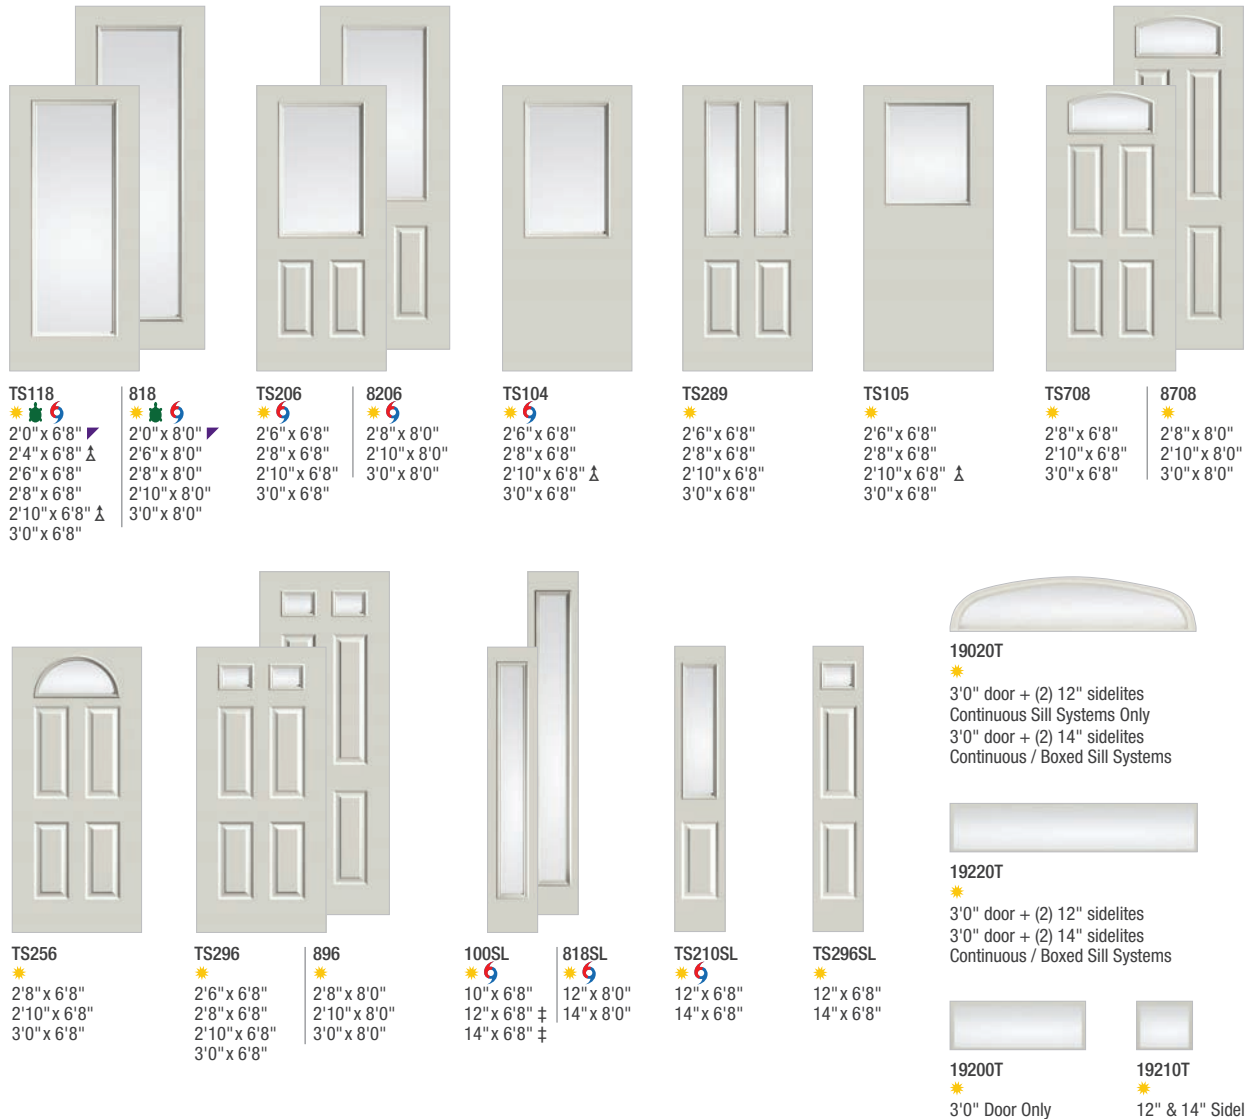 TS118
2'0" x 6'8"
2'4" x 6'8"
2'6" x 6'8"
2'8" x 6'8"
2'10" x 6'8"
3'0" x 6'8"
818
2'0" x 8'0"
2'6" x 8'0"
2'8" x 8'0"
2'10" x 8'0"
3'0" x 8'0"
TS206
2'6" x 6'8"
2'8" x 6'8"
2'10" x 6'8"
3'0" x 6'8"
8206
2'8" x 8'0"
2'10" x 8'0"
3'0" x 8'0"
TS104
2'6" x 6'8"
2'8" x 6'8"
2'10" x 6'8"
3'0" x 6'8"
TS289
2'6" x 6'8"
2'8" x 6'8"
2'10" x 6'8"
3'0" x 6'8"
TS105
2'6" x 6'8"
2'8" x 6'8"
2'10" x 6'8"
3'0" x 6'8"
TS708
2'8" x 6'8"
2'10" x 6'8"
3'0" x 6'8"
8708
2'8" x 8'0"
2'10" x 8'0"
3'0" x 8'0"
TS256
2'8" x 6'8"
2'10" x 6'8"
3'0" x 6'8"
TS296
2'6" x 6'8"
2'8" x 6'8"
2'10" x 6'8"
3'0" x 6'8"
896
2'8" x 8'0"
2'10" x 8'0"
3'0" x 8'0"
100SL
10" x 6'8"
12" x 6'8" ‡
14" x 6'8" ‡
818SL
12" x 8'0"
14" x 8'0"
TS210SL
12" x 6'8"
14" x 6'8"
TS296SL
12" x 6'8"
14" x 6'8"
19020T
3'0" door + (2) 12" sidelites
Continuous Sill Systems Only
3'0" door + (2) 14" sidelites
Continuous / Boxed Sill Systems
19220T
3'0" door + (2) 12" sidelites
3'0" door + (2) 14" sidelites
Continuous / Boxed Sill Systems
19200T
3'0" Door Only
19210T
12" & 14" Sidel